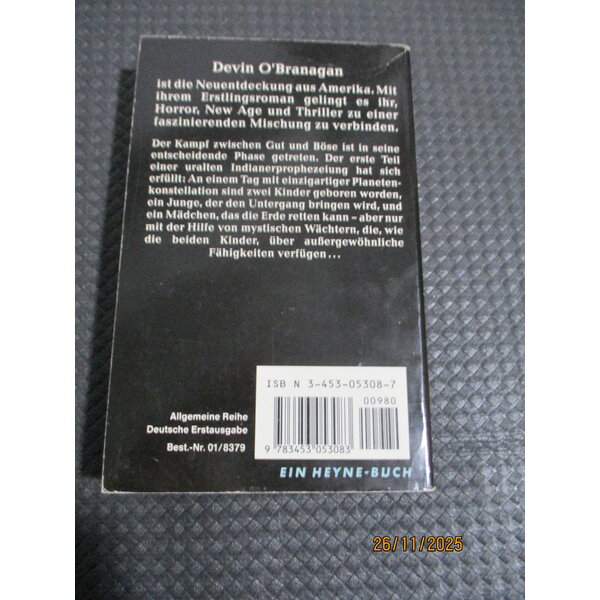 Devin O'Branagan
ist die Neuentdeckung aus Amerika. Mit
ihrem Erstlingsroman gelingt es ihr,
Horror, New Age und Thriller zu einer
faszinierenden Mischung zu verbinden.
Der Kampf zwischen Gut und Böse ist in seine
entscheidende Phase getreten. Der erste Teil
einer uralten Indianerprophezeiung hat sich
erfüllt: An einem Tag mit einzigartiger Planeten-
konstellation sind zwei Kinder geboren worden,
ein Junge, der den Untergang bringen wird, und
ein Mädchen, das die Erde retten kann – aber nur
mit der Hilfe von mystischen Wächtern, die, wie
die beiden Kinder, über außergewöhnliche
Fähigkeiten verfügen ...
ISBN 3-453-05308-7
00980
Allgemeine Reihe
Deutsche Erstausgabe
Best.-Nr. 01/8379
9 783453 053083
EIN HEYNE-BUCH
26/11/2025